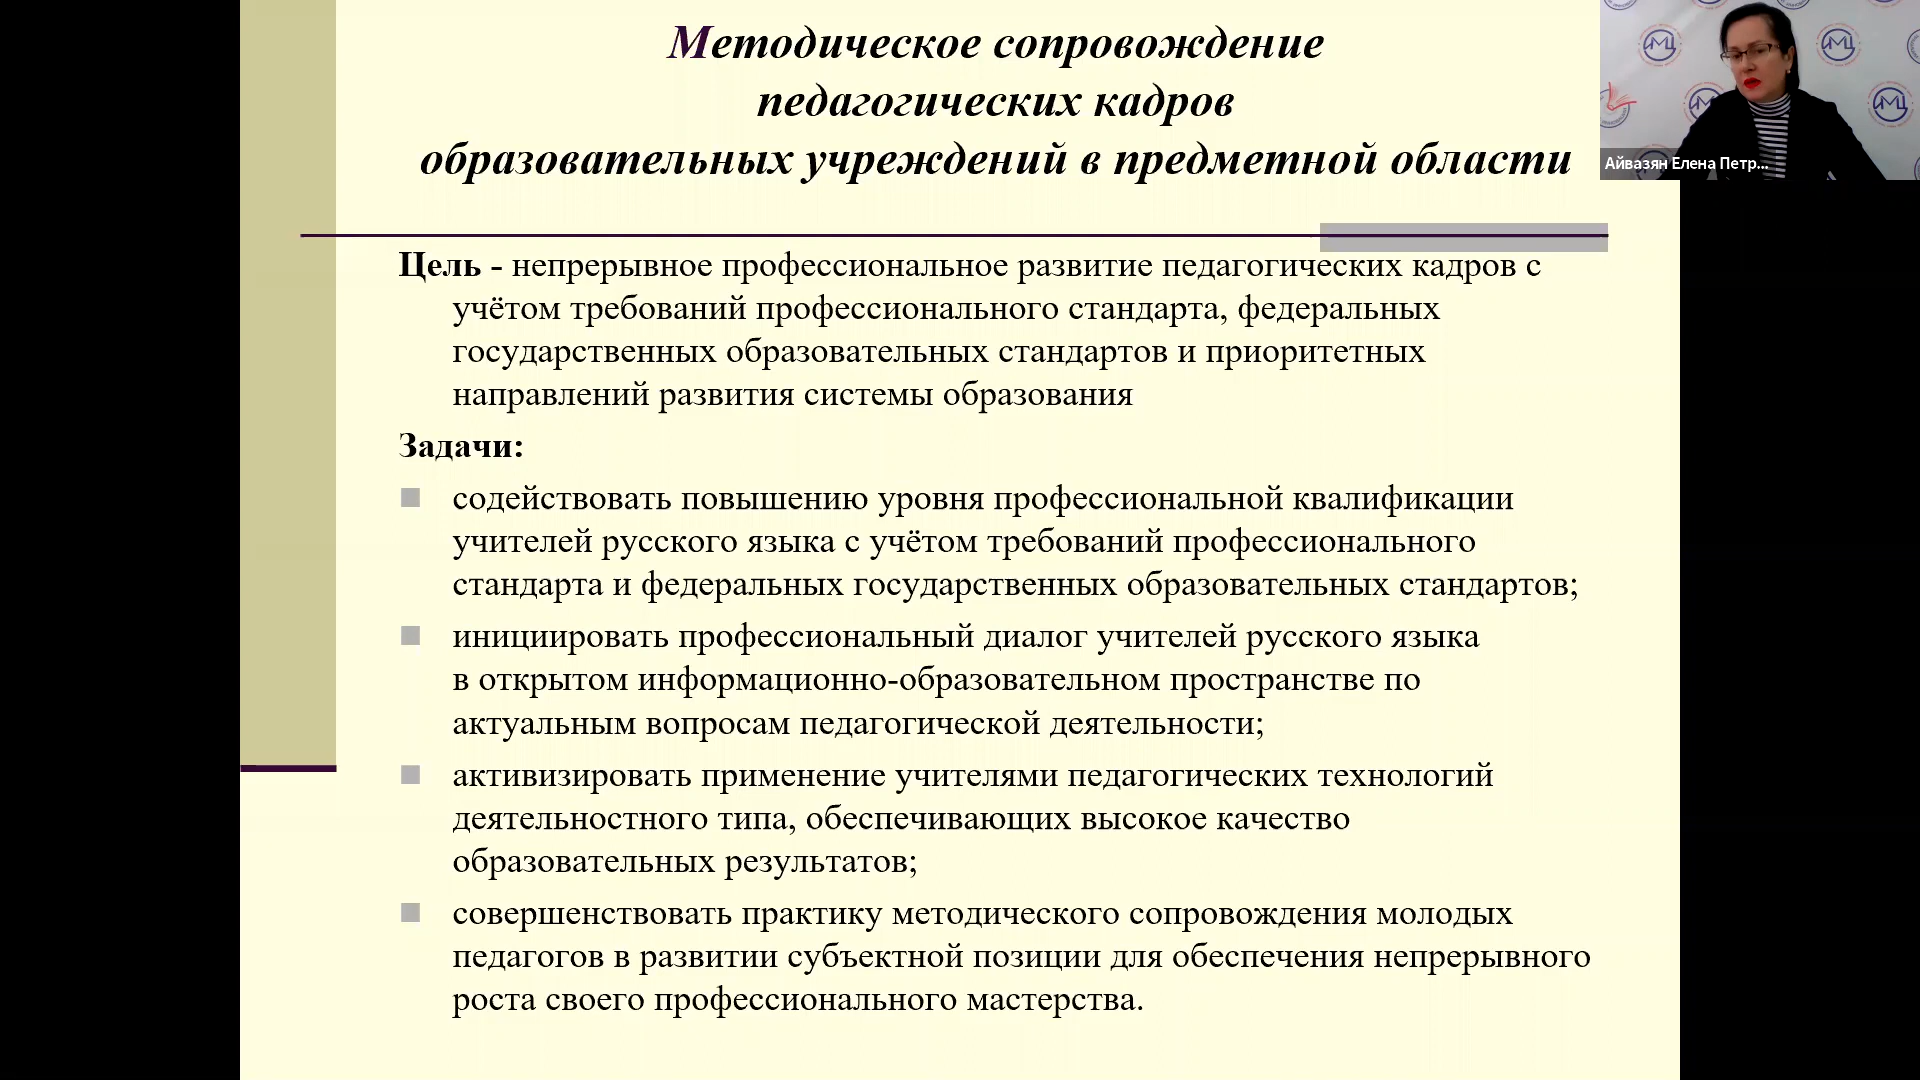 Методическое сопровождение
педагогических кадров
образовательных учреждений в предметной области
Айвазян Елена Петр...
Цель - непрерывное профессиональное развитие педагогических кадров с
учётом требований профессионального стандарта, федеральных
государственных образовательных стандартов и приоритетных
направлений развития системы образования
Задачи:
содействовать повышению уровня профессиональной квалификации
учителей русского языка с учётом требований профессионального
стандарта и федеральных государственных образовательных стандартов;
инициировать профессиональный диалог учителей русского языка
в открытом информационно-образовательном пространстве по
актуальным вопросам педагогической деятельности;
активизировать применение учителями педагогических технологий
деятельностного типа, обеспечивающих высокое качество
образовательных результатов;
совершенствовать практику методического сопровождения молодых
педагогов в развитии субъектной позиции для обеспечения непрерывного
роста своего профессионального мастерства.